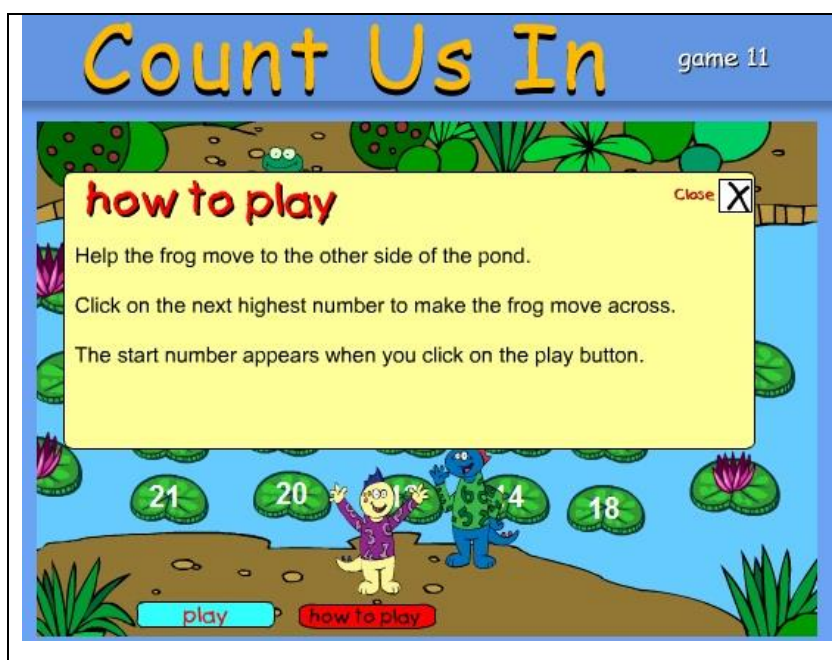 Count Us In
game 11
how to play
Close X
Help the frog move to the other side of the pond.
Click on the next highest number to make the frog move across.
The start number appears when you click on the play button.
21 20 18
play how to play